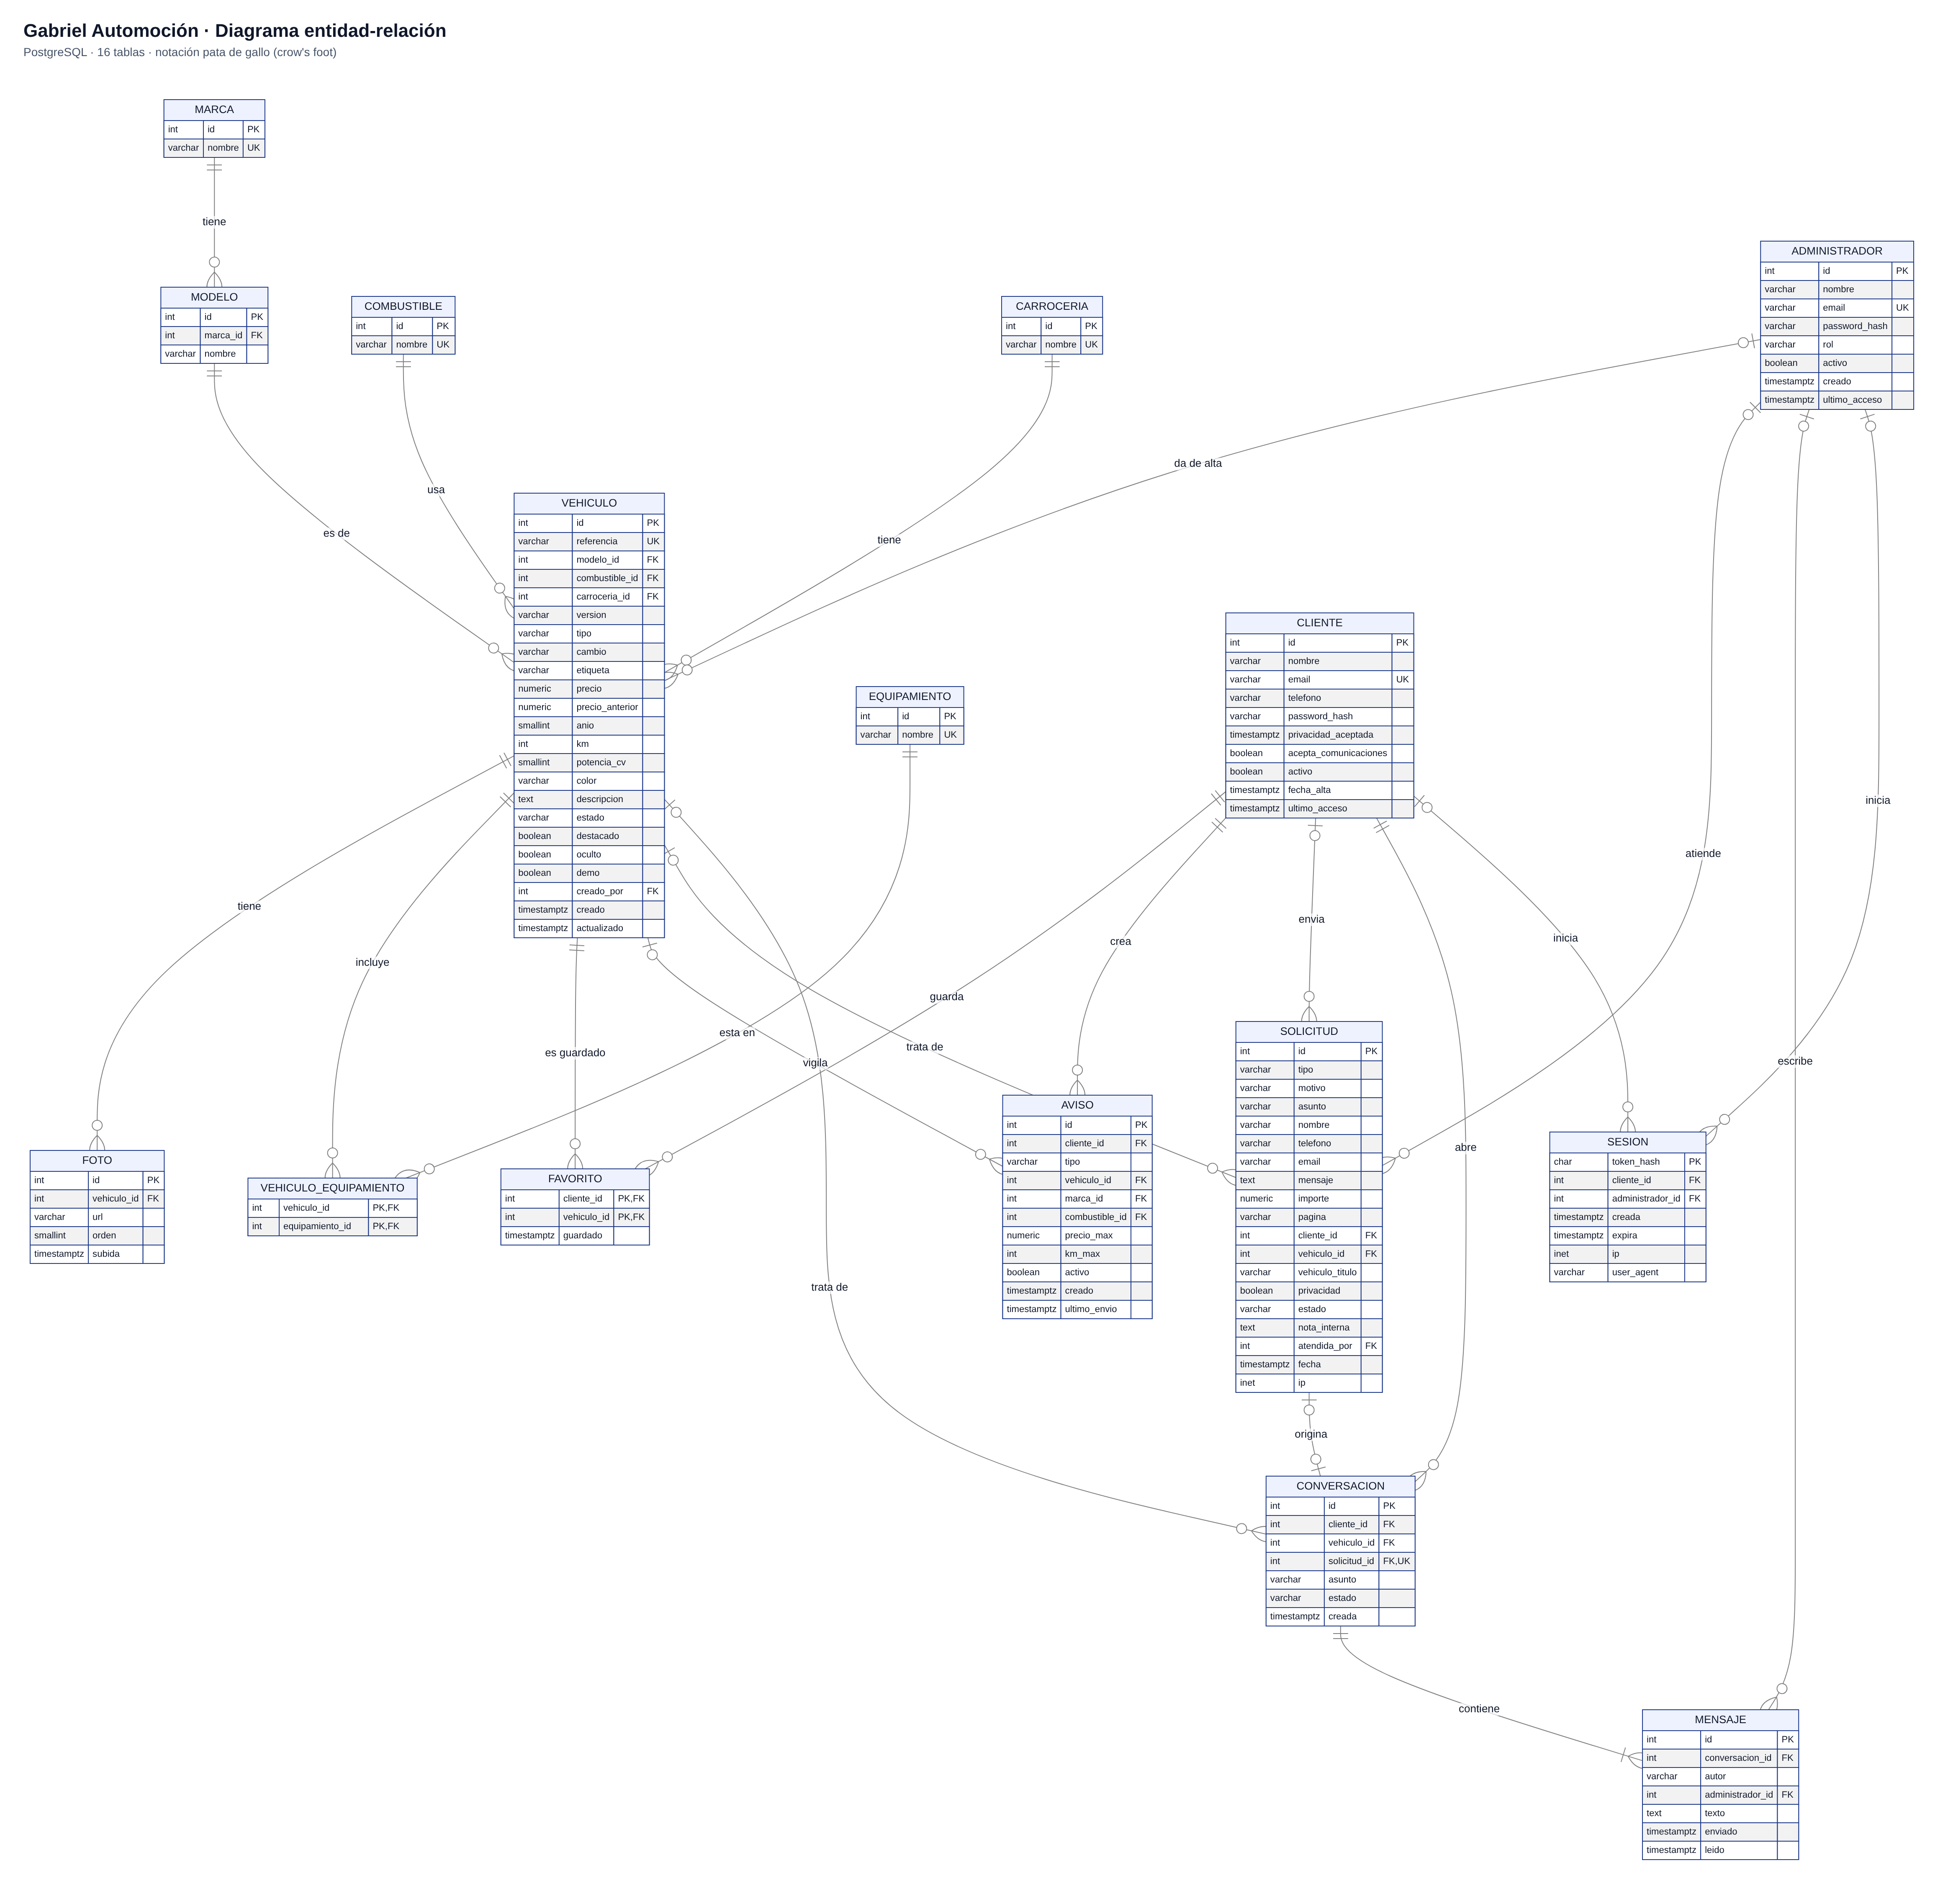 Gabriel Automoción · Diagrama entidad-relación
PostgreSQL · 16 tablas · notación pata de gallo (crow's foot)
MARCA
int id PK
varchar nombre UK
tiene
MODELO
int id PK
int marca_id FK
varchar nombre
COMBUSTIBLE
int id PK
varchar nombre UK
CARROCERIA
int id PK
varchar nombre UK
ADMINISTRADOR
int id PK
varchar nombre
varchar email UK
varchar password_hash
varchar rol
boolean activo
timestamptz creado
timestamptz ultimo_acceso
da de alta
usa
es de
tiene
VEHICULO
int id PK
varchar referencia UK
int modelo_id FK
int combustible_id FK
int carroceria_id FK
varchar version
varchar tipo
varchar cambio
varchar etiqueta
numeric precio
numeric precio_anterior
smallint anio
int km
smallint potencia_cv
varchar color
text descripcion
varchar estado
boolean destacado
boolean oculto
boolean demo
int creado_por FK
timestamptz creado
timestamptz actualizado
EQUIPAMIENTO
int id PK
varchar nombre UK
CLIENTE
int id PK
varchar nombre
varchar email UK
varchar telefono
varchar password_hash
timestamptz privacidad_aceptada
boolean acepta_comunicaciones
boolean activo
timestamptz fecha_alta
timestamptz ultimo_acceso
inicia
atiende
tiene
envia
inicia
crea
incluye
guarda
esta en
trata de
es guardado
vigila
escribe
abre
FOTO
int id PK
int vehiculo_id FK
varchar url
smallint orden
timestamptz subida
VEHICULO_EQUIPAMIENTO
int vehiculo_id PK,FK
int equipamiento_id PK,FK
FAVORITO
int cliente_id PK,FK
int vehiculo_id PK,FK
timestamptz guardado
AVISO
int id PK
int cliente_id FK
varchar tipo
int vehiculo_id FK
int marca_id FK
int combustible_id FK
numeric precio_max
int km_max
boolean activo
timestamptz creado
timestamptz ultimo_envio
SOLICITUD
int id PK
varchar tipo
varchar motivo
varchar asunto
varchar nombre
varchar telefono
varchar email
text mensaje
numeric importe
varchar pagina
int cliente_id FK
int vehiculo_id FK
varchar vehiculo_titulo
boolean privacidad
varchar estado
text nota_interna
int atendida_por FK
timestamptz fecha
inet ip
SESION
char token_hash PK
int cliente_id FK
int administrador_id FK
timestamptz creada
timestamptz expira
inet ip
varchar user_agent
trata de
origina
CONVERSACION
int id PK
int cliente_id FK
int vehiculo_id FK
int solicitud_id FK,UK
varchar asunto
varchar estado
timestamptz creada
contiene
MENSAJE
int id PK
int conversacion_id FK
varchar autor
int administrador_id FK
text texto
timestamptz enviado
timestamptz leido